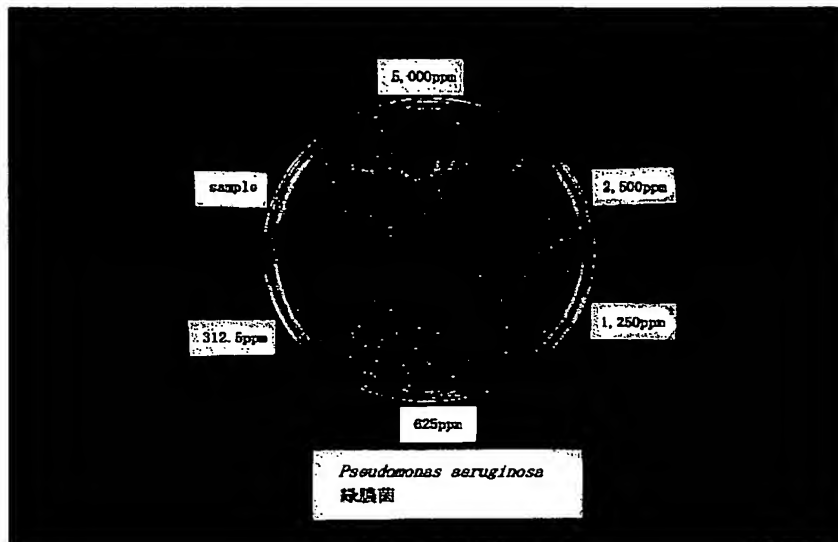 5,000ppm
sample
2,500ppm
312.5ppm
1,250ppm
625ppm
Pseudomonas aeruginosa
緑膿菌